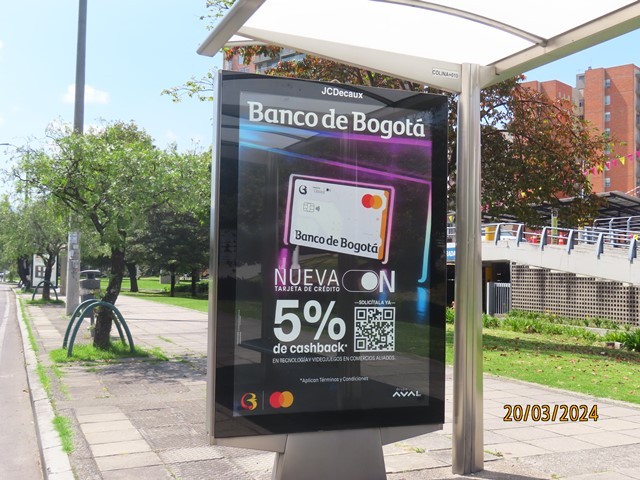 COLINA+010
JCDecaux
Banco de Bogotá
Banco de Bogotá
NUEVA ON
TARJETA DE CRÉDITO
SOLICÍTALA YA
5%
de cashback*
EN TECNOLOGÍA Y VIDEOJUEGOS EN COMERCIOS ALIADOS.
*Aplican Términos y Condiciones
AVAL
20/03/2024